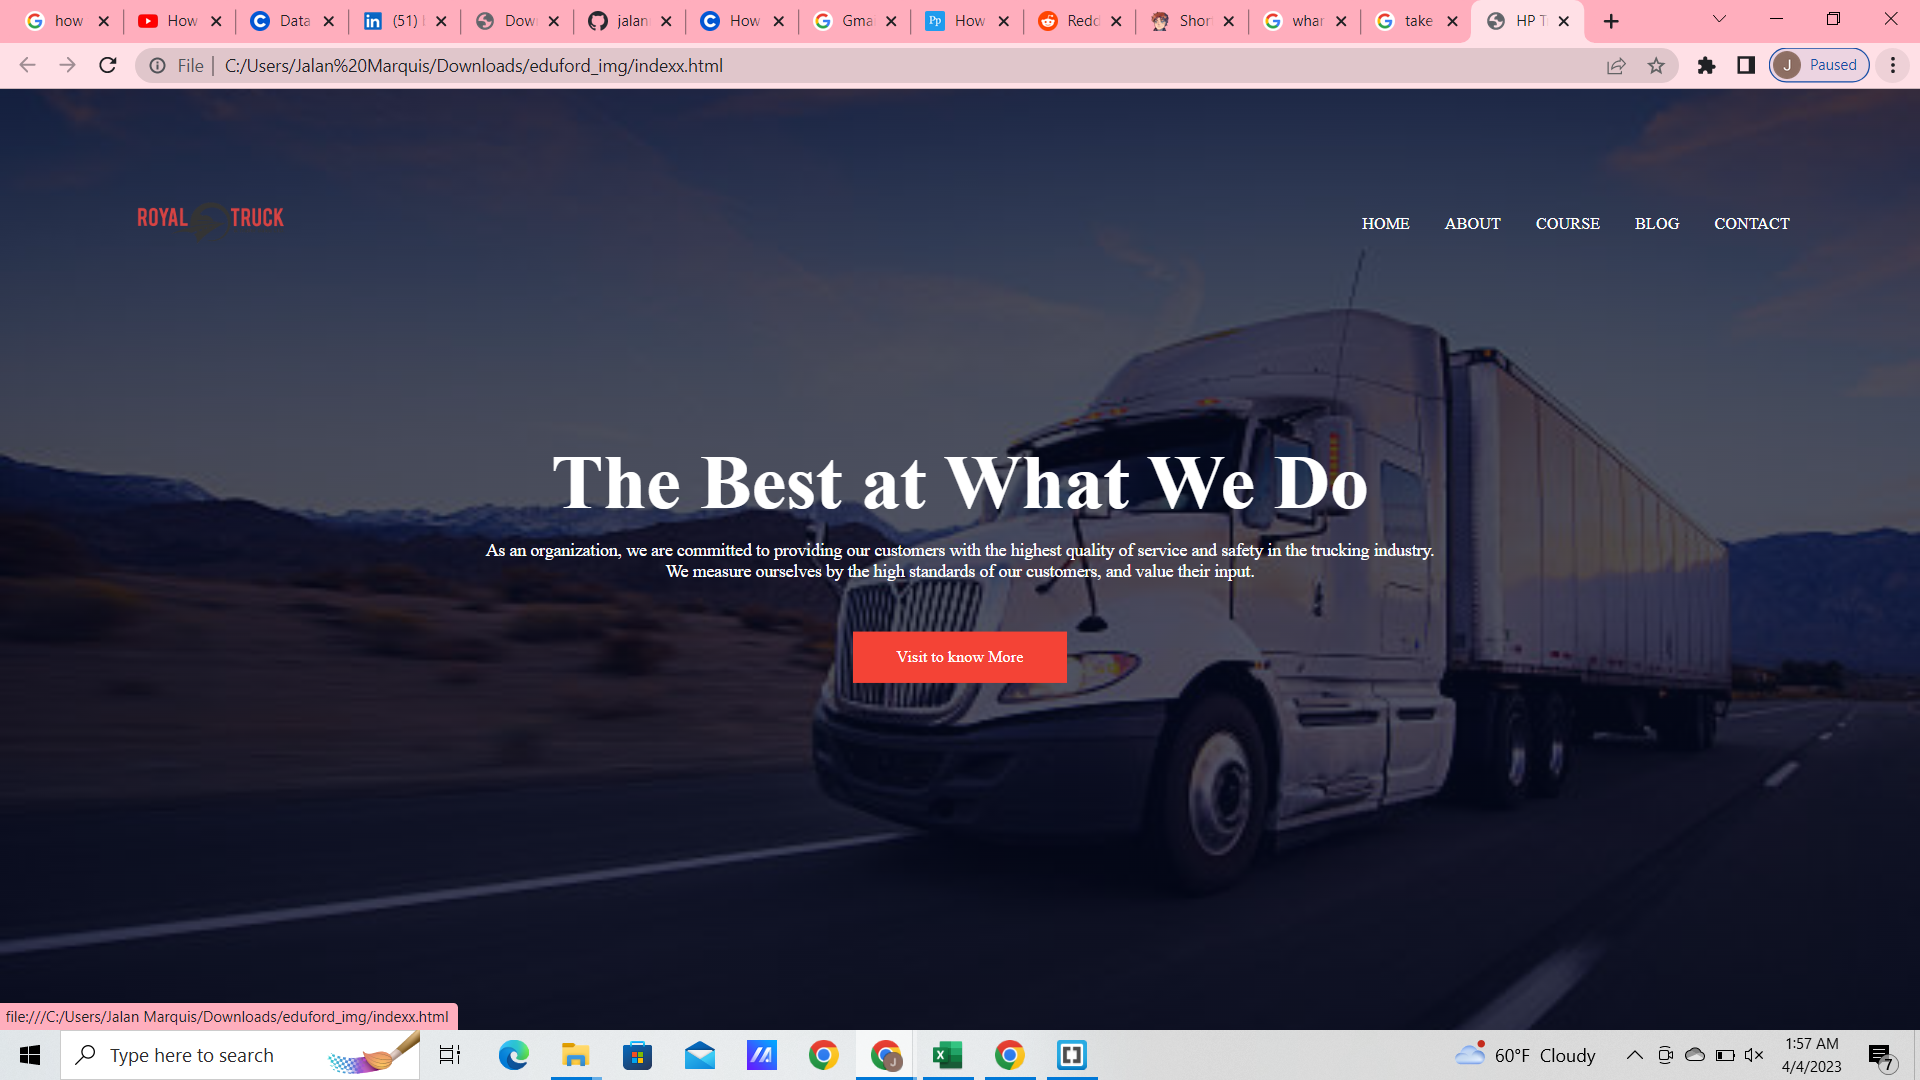 how
How
Data
(51)
Dow
jalan
How
Gma
How
Redd
Shor
whar
take
HP T
File
C:/Users/Jalan%20Marquis/Downloads/eduford_img/indexx.html
J Paused
ROYAL TRUCK
HOME ABOUT COURSE BLOG CONTACT
The Best at What We Do
As an organization, we are committed to providing our customers with the highest quality of service and safety in the trucking industry.
We measure ourselves by the high standards of our customers, and value their input.
Visit to know More
file:///C:/Users/Jalan Marquis/Downloads/eduford_img/indexx.html
Type here to search
60°F Cloudy
1:57 AM
4/4/2023
7